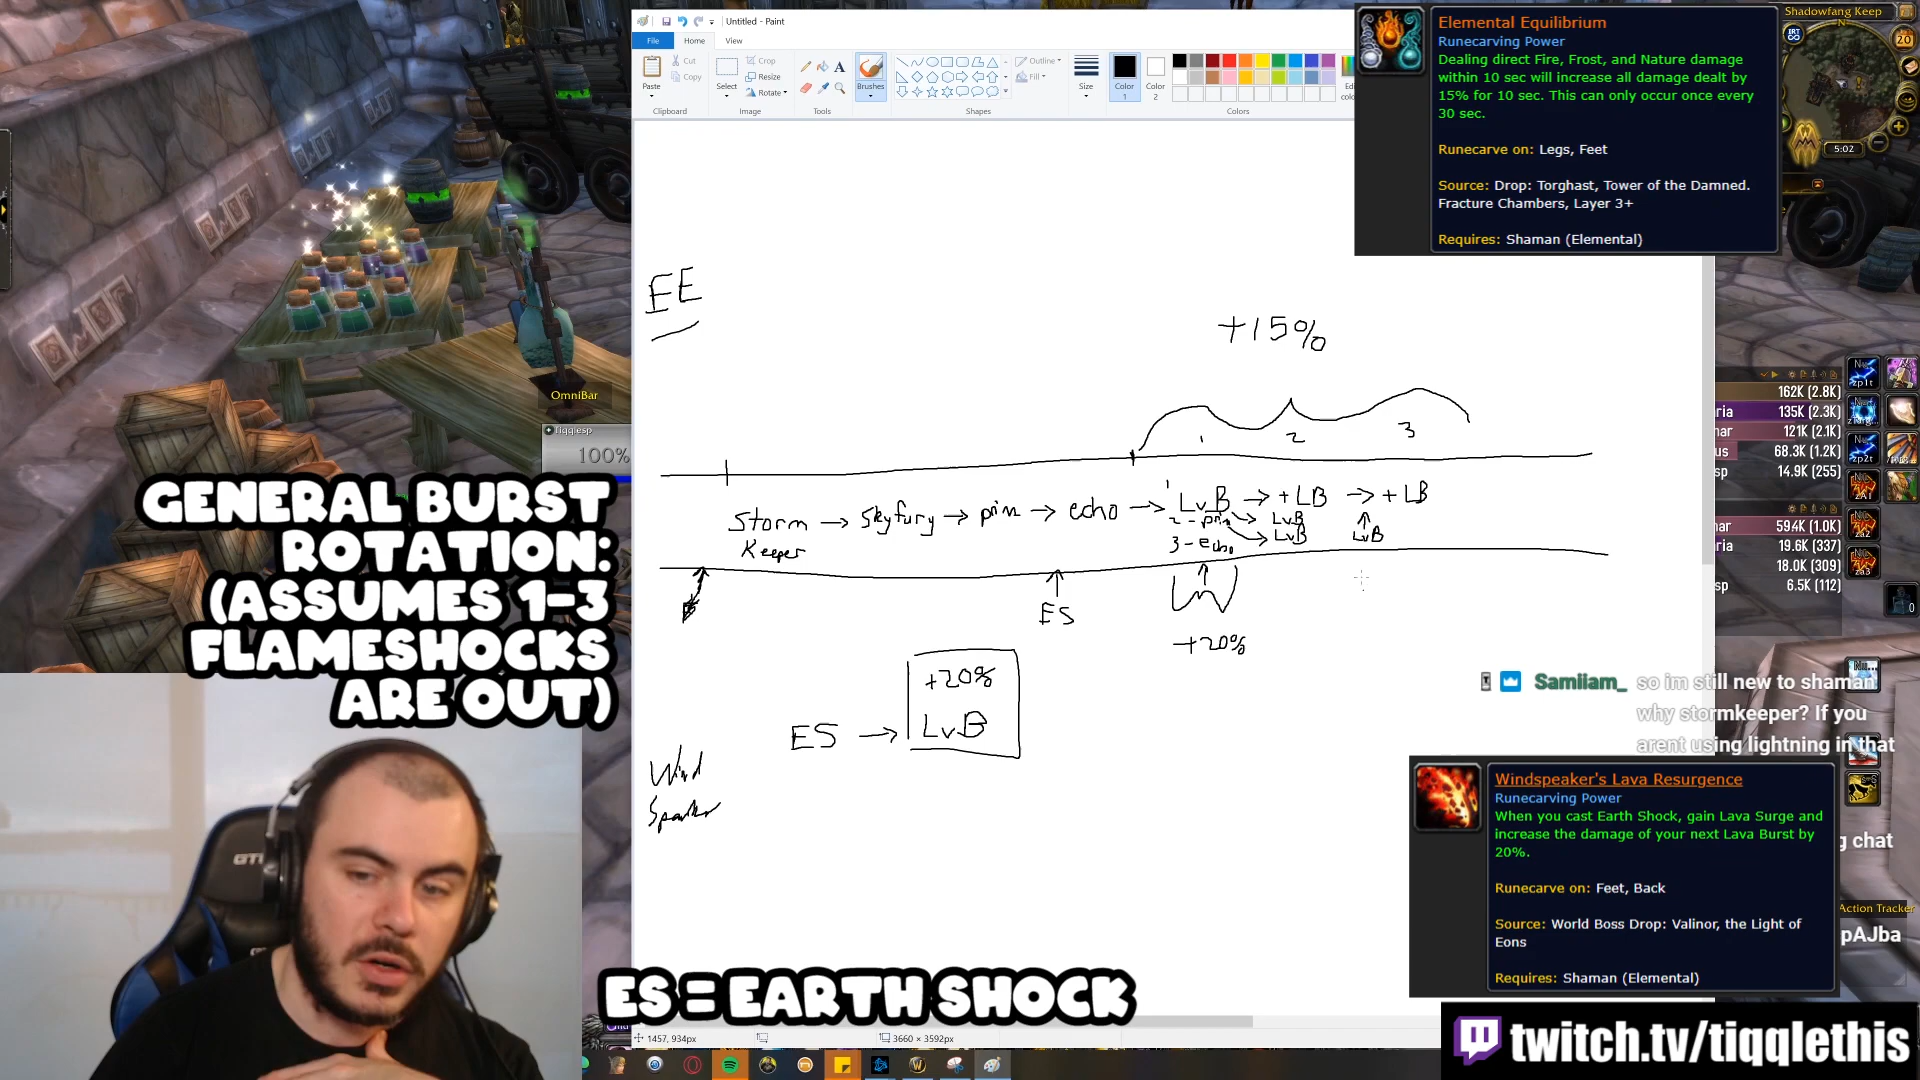 Untitled - Paint
File
Home
View
Paste
Cut
Copy
Clipboard
Select
Crop
Resize
Rotate
Image
Tools
Brushes
Shapes
Outline
Fill
Size
Color 1
Color 2
Colors
Elemental Equilibrium
Runecarving Power
Dealing direct Fire, Frost, and Nature damage
within 10 sec will increase all damage dealt by
15% for 10 sec. This can only occur once every
30 sec.
Runecarve on: Legs, Feet
Source: Drop: Torghast, Tower of the Damned.
Fracture Chambers, Layer 3+
Requires: Shaman (Elemental)
Shadowfang Keep
20
5:02
EE
+15%
1 2 3
Storm Keeper → Skyfury → prim → echo → 1 LvB → + LB → + LB
2 - prim → LvB
3 - echo → LvB
LvB
ES
+20%
ES → +20% LvB
Wind
Speaker
OmniBar
Tiqqlesp
100%
162K (2.8K)
135K (2.3K)
121K (2.1K)
68.3K (1.2K)
14.9K (255)
59.4K (1.0K)
19.6K (337)
18.0K (309)
6.5K (112)
GENERAL BURST
ROTATION:
(ASSUMES 1-3
FLAMESHOCKS
ARE OUT)
Samiiam_ so im still new to shaman
why stormkeeper? If you
arent using lightning in that
Windspeaker's Lava Resurgence
Runecarving Power
When you cast Earth Shock, gain Lava Surge and
increase the damage of your next Lava Burst by
20%.
Runecarve on: Feet, Back
Source: World Boss Drop: Valinor, the Light of
Eons
Requires: Shaman (Elemental)
g chat
Action Tracker
pAJba
ES = EARTH SHOCK
1457, 934px
3660 × 3592px
twitch.tv/tiqqlethis